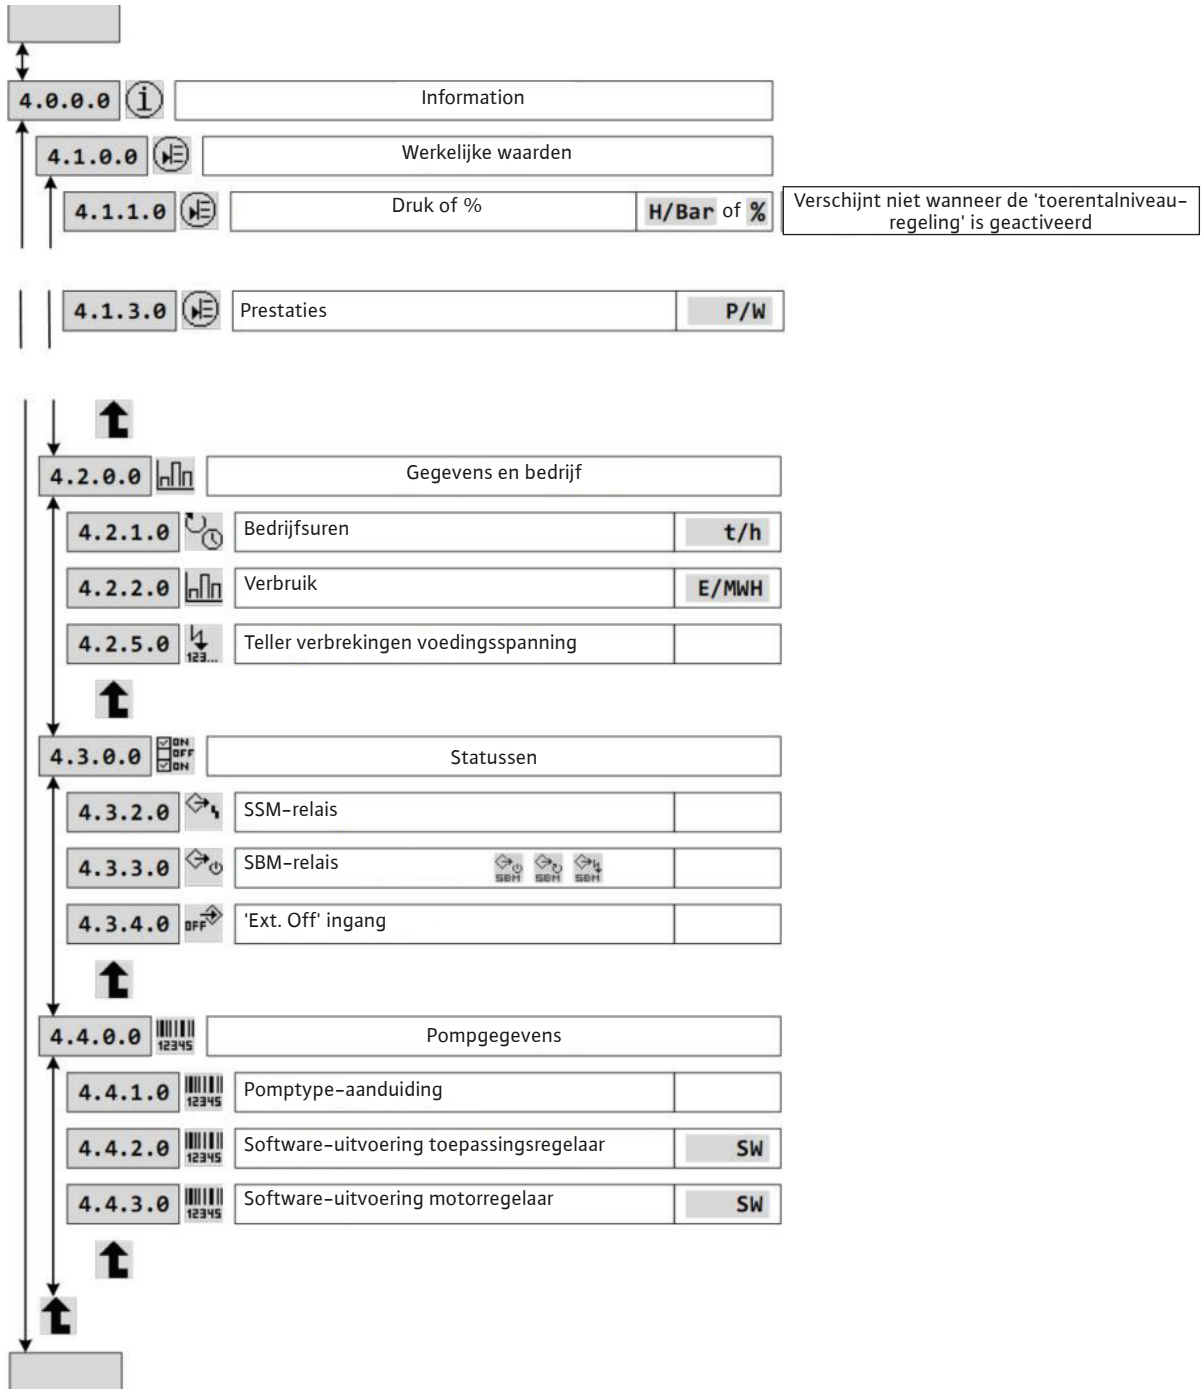 4.0.0.0 i Information
4.1.0.0 Werkelijke waarden
4.1.1.0 Druk of % H/Bar of % Verschijnt niet wanneer de 'toerentalniveau-
regeling' is geactiveerd
4.1.3.0 Prestaties P/W
4.2.0.0 Gegevens en bedrijf
4.2.1.0 Bedrijfsuren t/h
4.2.2.0 Verbruik E/MWH
4.2.5.0 123... Teller verbrekingen voedingsspanning
4.3.0.0 ON OFF ON Statussen
4.3.2.0 SSM-relais
4.3.3.0 SBM-relais SBM SBM SBM
4.3.4.0 OFF 'Ext. Off' ingang
4.4.0.0 12345 Pompgegevens
4.4.1.0 12345 Pomptype-aanduiding
4.4.2.0 12345 Software-uitvoering toepassingsregelaar SW
4.4.3.0 12345 Software-uitvoering motorregelaar SW